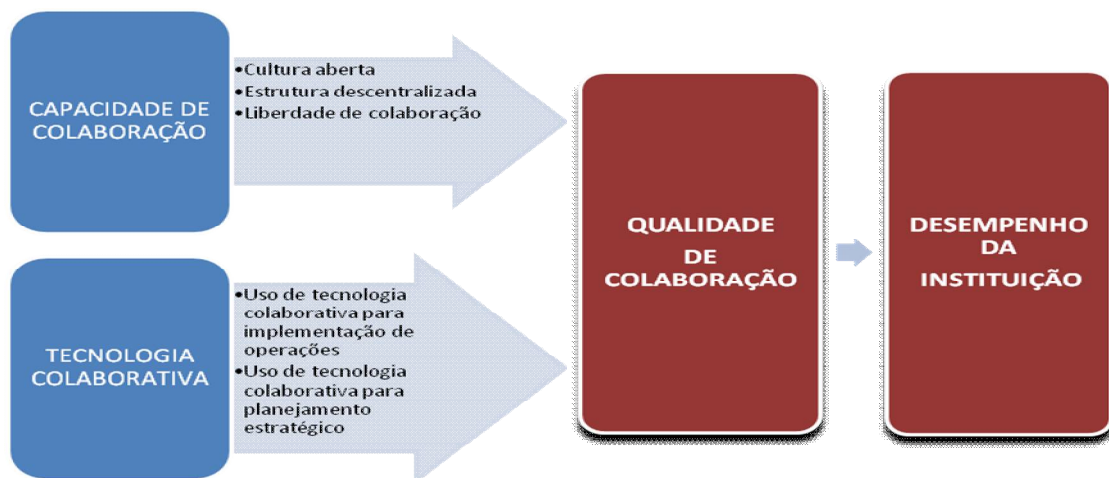 CAPACIDADE DE
COLABORAÇÃO
•Cultura aberta
•Estrutura descentralizada
•Liberdade de colaboração
TECNOLOGIA
COLABORATIVA
•Uso de tecnologia
colaborativa para
implementação de
operações
•Uso de tecnologia
colaborativa para
planejamento
estratégico
QUALIDADE
DE
COLABORAÇÃO
DESEMPENHO
DA
INSTITUIÇÃO